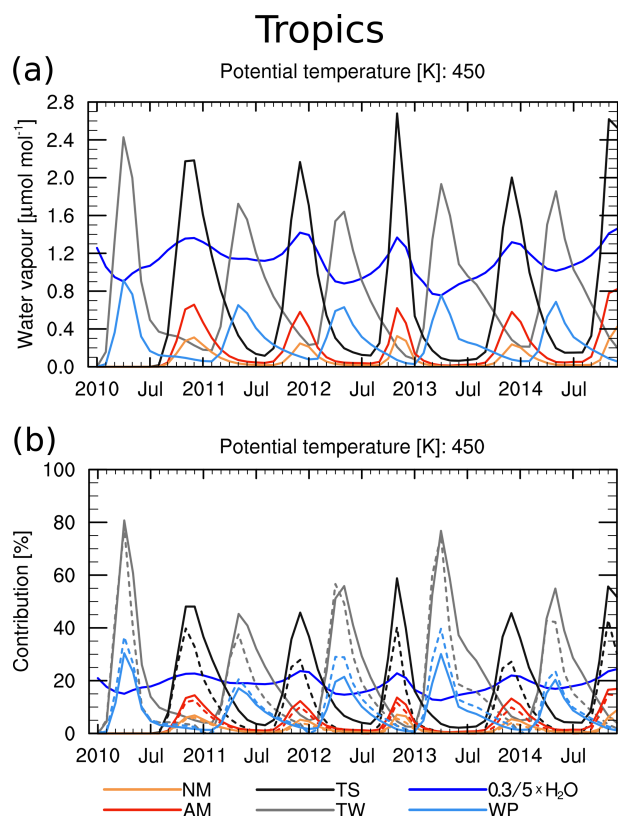 Tropics
(a)
Potential temperature [K]: 450
Water vapour [μmol mol⁻¹]
2.8
2.4
2.0
1.6
1.2
0.8
0.4
0.0
2010 Jul 2011 Jul 2012 Jul 2013 Jul 2014 Jul
(b)
Potential temperature [K]: 450
Contribution [%]
100
80
60
40
20
0
2010 Jul 2011 Jul 2012 Jul 2013 Jul 2014 Jul
NM TS 0.3/5×H₂O
AM TW WP